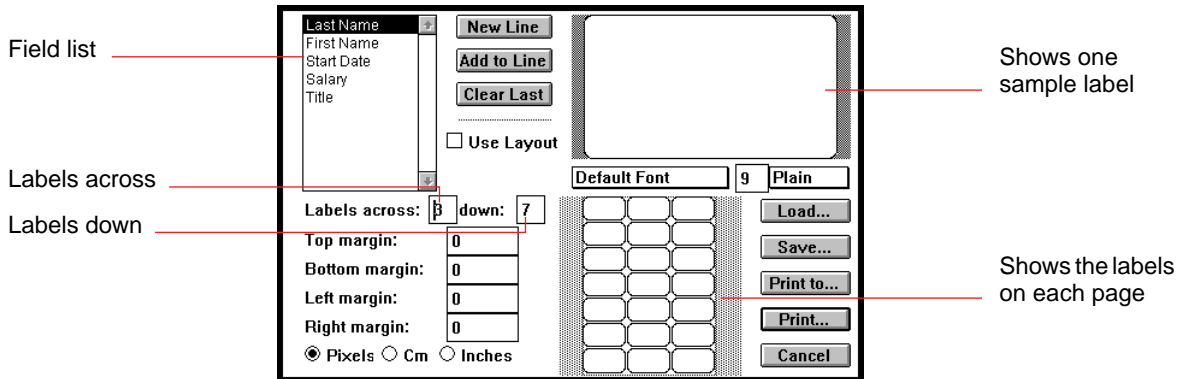 Field list
Labels across
Labels down
Last Name
First Name
Start Date
Salary
Title
New Line
Add to Line
Clear Last
Use Layout
Default Font 9 Plain
Labels across: 3 down: 7
Top margin: 0
Bottom margin: 0
Left margin: 0
Right margin: 0
Pixels Cm Inches
Load...
Save...
Print to...
Print...
Cancel
Shows one
sample label
Shows the labels
on each page